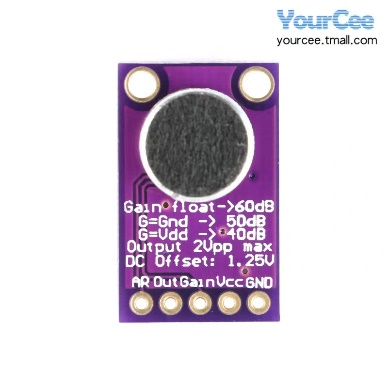 YourCee
yourcee.tmall.com
Gain float->60dB
G=Gnd -> 50dB
G=Vdd -> 40dB
Output 2Vpp max
DC Offset: 1.25V
AR Out Gain Vcc GND